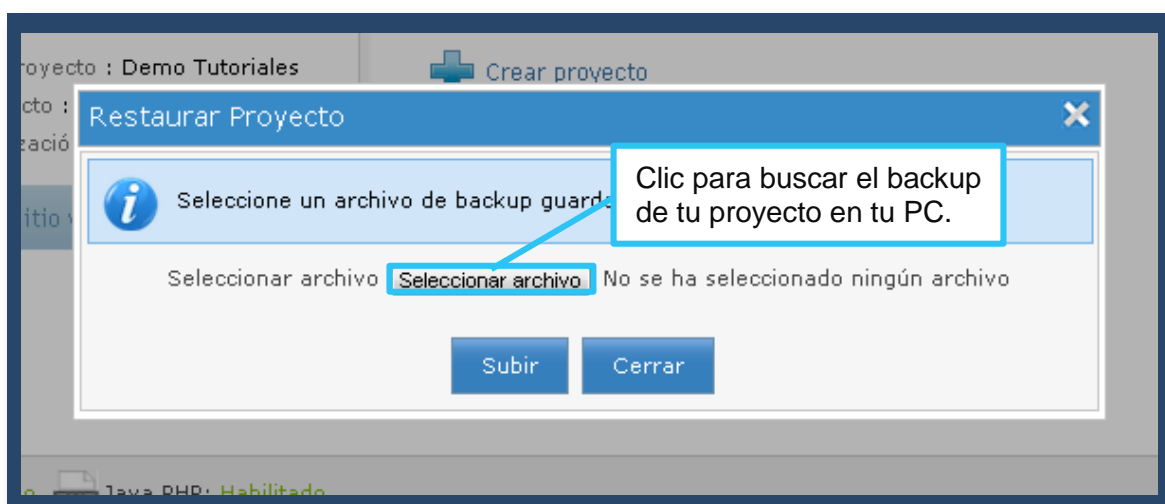 royecto : Demo Tutoriales
Crear proyecto
cto :
Restaurar Proyecto
zació
Clic para buscar el backup
de tu proyecto en tu PC.
Seleccione un archivo de backup guard
itio v
Seleccionar archivo Seleccionar archivo No se ha seleccionado ningún archivo
Subir Cerrar
o Java PHP: Habilitado